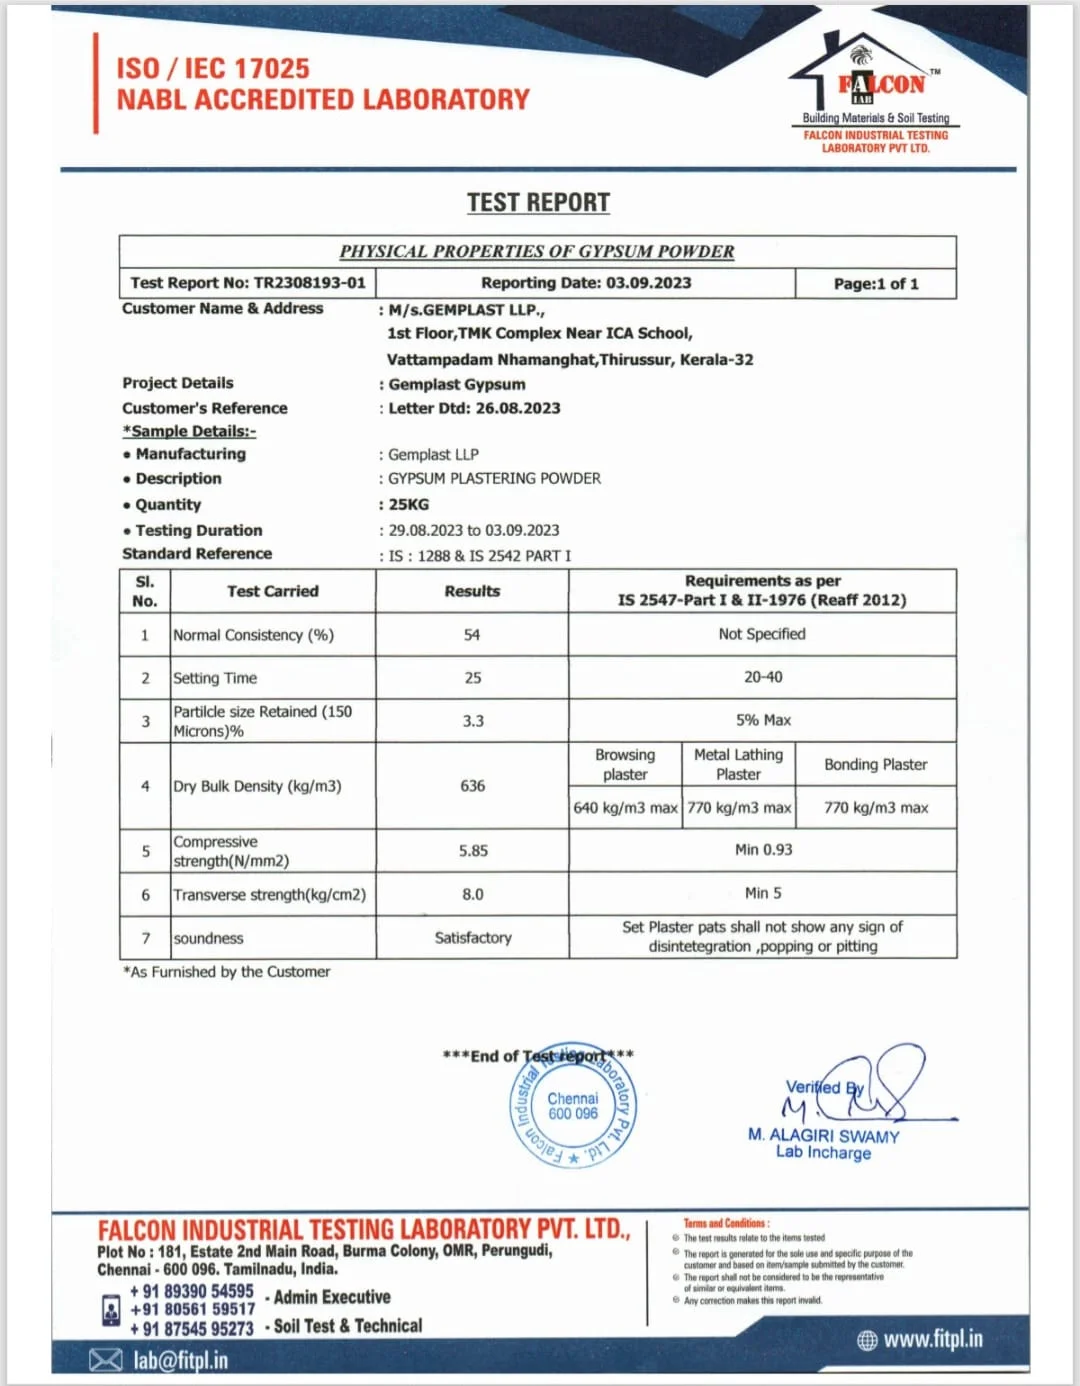 ISO / IEC 17025
NABL ACCREDITED LABORATORY
FALCON TM
LAB
Building Materials & Soil Testing
FALCON INDUSTRIAL TESTING
LABORATORY PVT LTD.
TEST REPORT
PHYSICAL PROPERTIES OF GYPSUM POWDER
Test Report No: TR2308193-01 Reporting Date: 03.09.2023 Page:1 of 1
Customer Name & Address : M/s.GEMPLAST LLP.,
1st Floor,TMK Complex Near ICA School,
Vattampadam Nhamanghat,Thirussur, Kerala-32
Project Details : Gemplast Gypsum
Customer's Reference : Letter Dtd: 26.08.2023
*Sample Details:-
• Manufacturing : Gemplast LLP
• Description : GYPSUM PLASTERING POWDER
• Quantity : 25KG
• Testing Duration : 29.08.2023 to 03.09.2023
Standard Reference : IS : 1288 & IS 2542 PART I
Sl. No. Test Carried Results Requirements as per
IS 2547-Part I & II-1976 (Reaff 2012)
1 Normal Consistency (%) 54 Not Specified
2 Setting Time 25 20-40
3 Partilcle size Retained (150
Microns)% 3.3 5% Max
4 Dry Bulk Density (kg/m3) 636
Browsing
plaster
Metal Lathing
Plaster
Bonding Plaster
640 kg/m3 max 770 kg/m3 max 770 kg/m3 max
5 Compressive
strength(N/mm2) 5.85 Min 0.93
6 Transverse strength(kg/cm2) 8.0 Min 5
7 soundness Satisfactory Set Plaster pats shall not show any sign of
disintetegration ,popping or pitting
*As Furnished by the Customer
***End of Test report***
Falcon Industrial Testing Laboratory Pvt. Ltd. ★
Chennai
600 096
Verified By
M. ALAGIRI SWAMY
Lab Incharge
FALCON INDUSTRIAL TESTING LABORATORY PVT. LTD.,
Plot No : 181, Estate 2nd Main Road, Burma Colony, OMR, Perungudi,
Chennai - 600 096. Tamilnadu, India.
+ 91 89390 54595
+91 80561 59517 - Admin Executive
+ 91 87545 95273 - Soil Test & Technical
lab@fitpl.in
Terms and Conditions :
The test results relate to the items tested
The report is generated for the sole use and specific purpose of the
customer and based on item/sample submitted by the customer.
The report shall not be considered to be the representative
of similar or equivalent items.
Any correction makes this report invalid.
www.fitpl.in